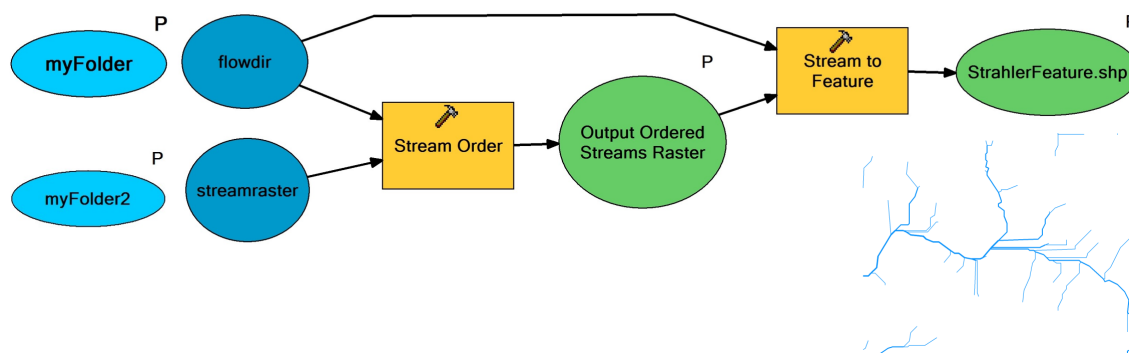 P
myFolder
flowdir
Stream to
Feature
P
StrahlerFeature.shp
P
Output Ordered
Streams Raster
Stream Order
P
myFolder2
streamraster